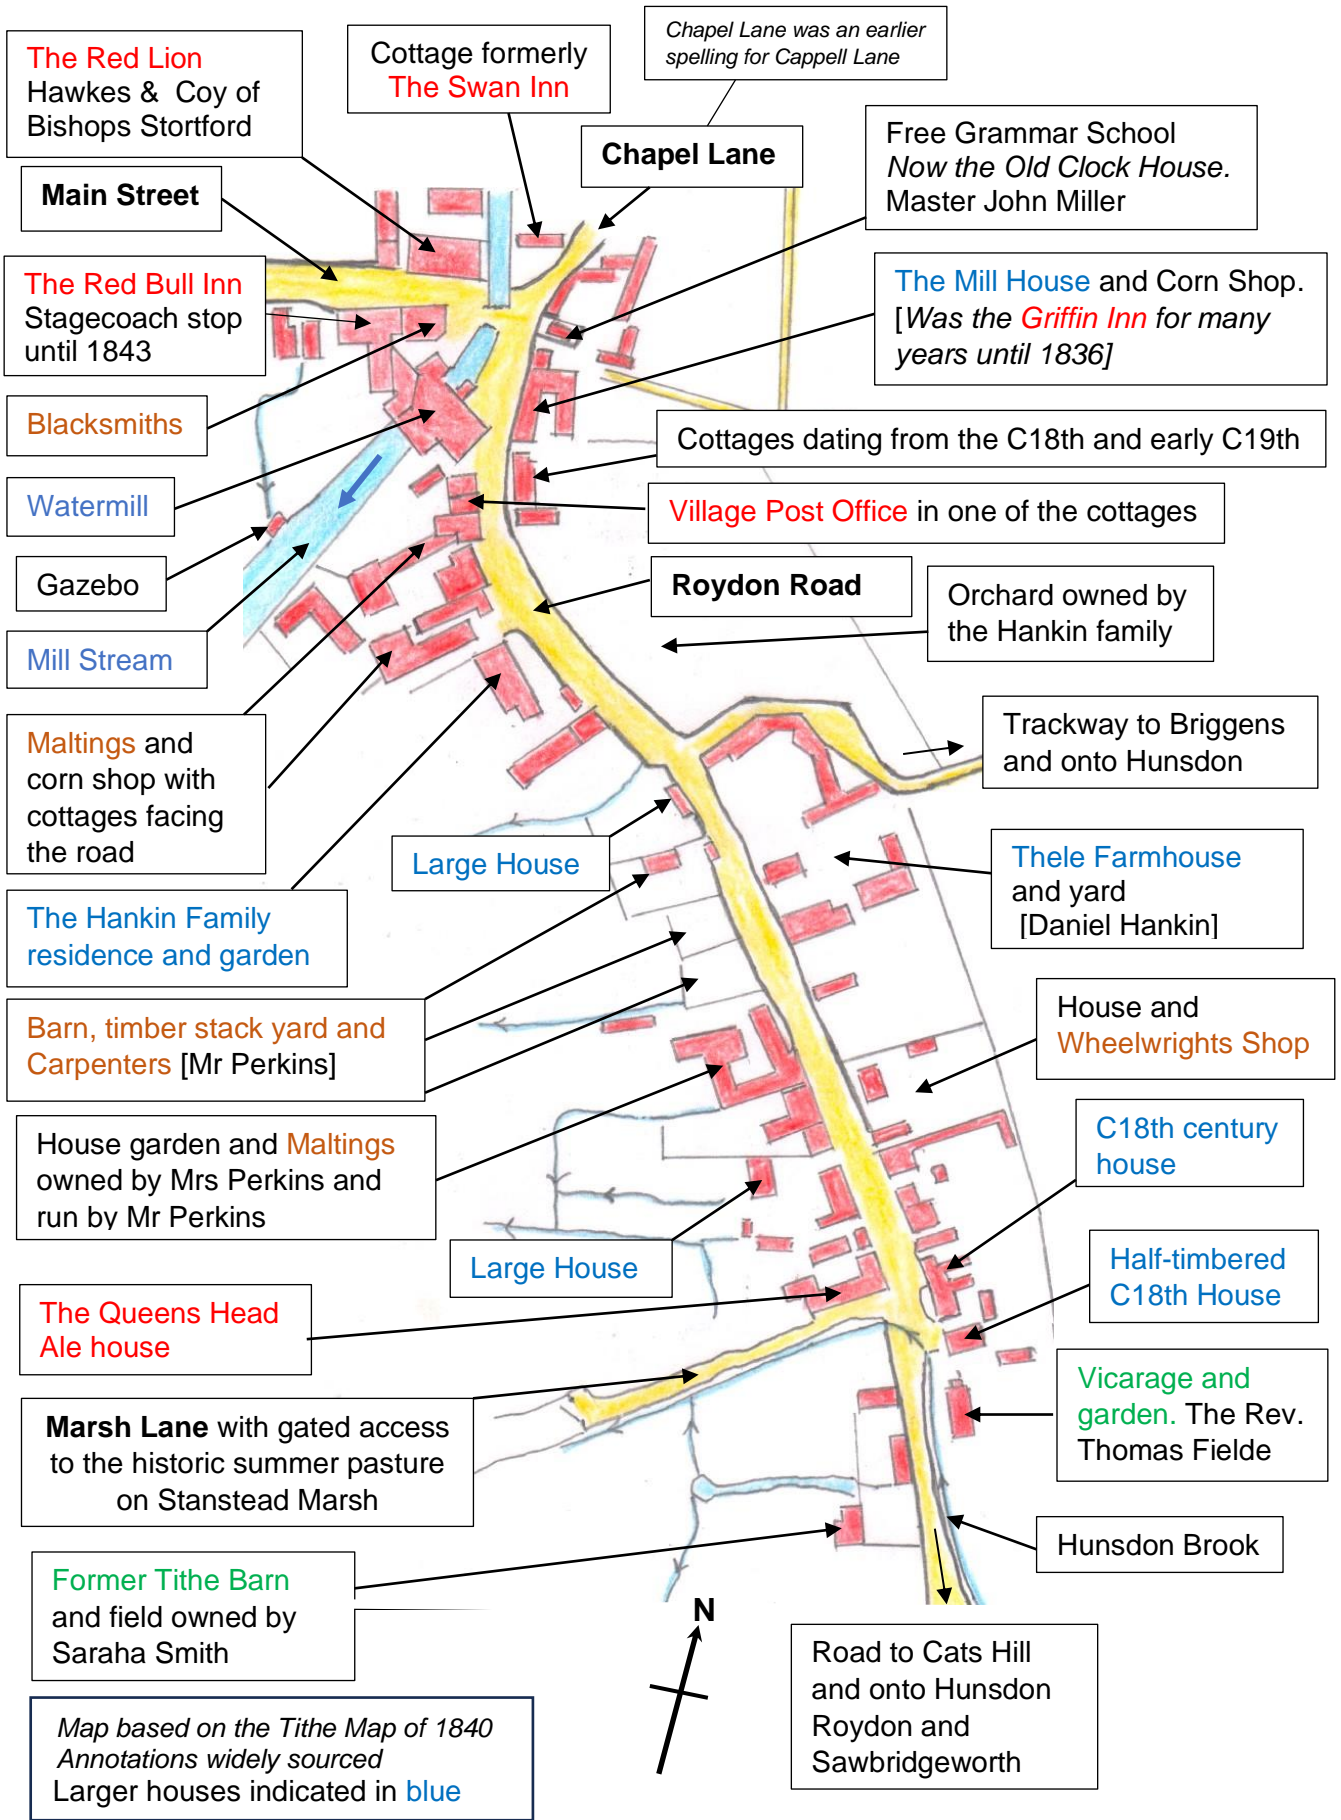 The Red Lion
Hawkes & Coy of
Bishops Stortford
Cottage formerly
The Swan Inn
Chapel Lane was an earlier
spelling for Cappell Lane
Chapel Lane
Free Grammar School
Now the Old Clock House.
Master John Miller
Main Street
The Red Bull Inn
Stagecoach stop
until 1843
The Mill House and Corn Shop.
[Was the Griffin Inn for many
years until 1836]
Blacksmiths
Cottages dating from the C18th and early C19th
Watermill
Village Post Office in one of the cottages
Gazebo
Roydon Road
Orchard owned by
the Hankin family
Mill Stream
Maltings and
corn shop with
cottages facing
the road
Trackway to Briggens
and onto Hunsdon
Large House
Thele Farmhouse
and yard
[Daniel Hankin]
The Hankin Family
residence and garden
Barn, timber stack yard and
Carpenters [Mr Perkins]
House and
Wheelwrights Shop
House garden and Maltings
owned by Mrs Perkins and
run by Mr Perkins
C18th century
house
Large House
Half-timbered
C18th House
The Queens Head
Ale house
Vicarage and
garden. The Rev.
Thomas Fielde
Marsh Lane with gated access
to the historic summer pasture
on Stanstead Marsh
Hunsdon Brook
Former Tithe Barn
and field owned by
Saraha Smith
N
Road to Cats Hill
and onto Hunsdon
Roydon and
Sawbridgeworth
Map based on the Tithe Map of 1840
Annotations widely sourced
Larger houses indicated in blue